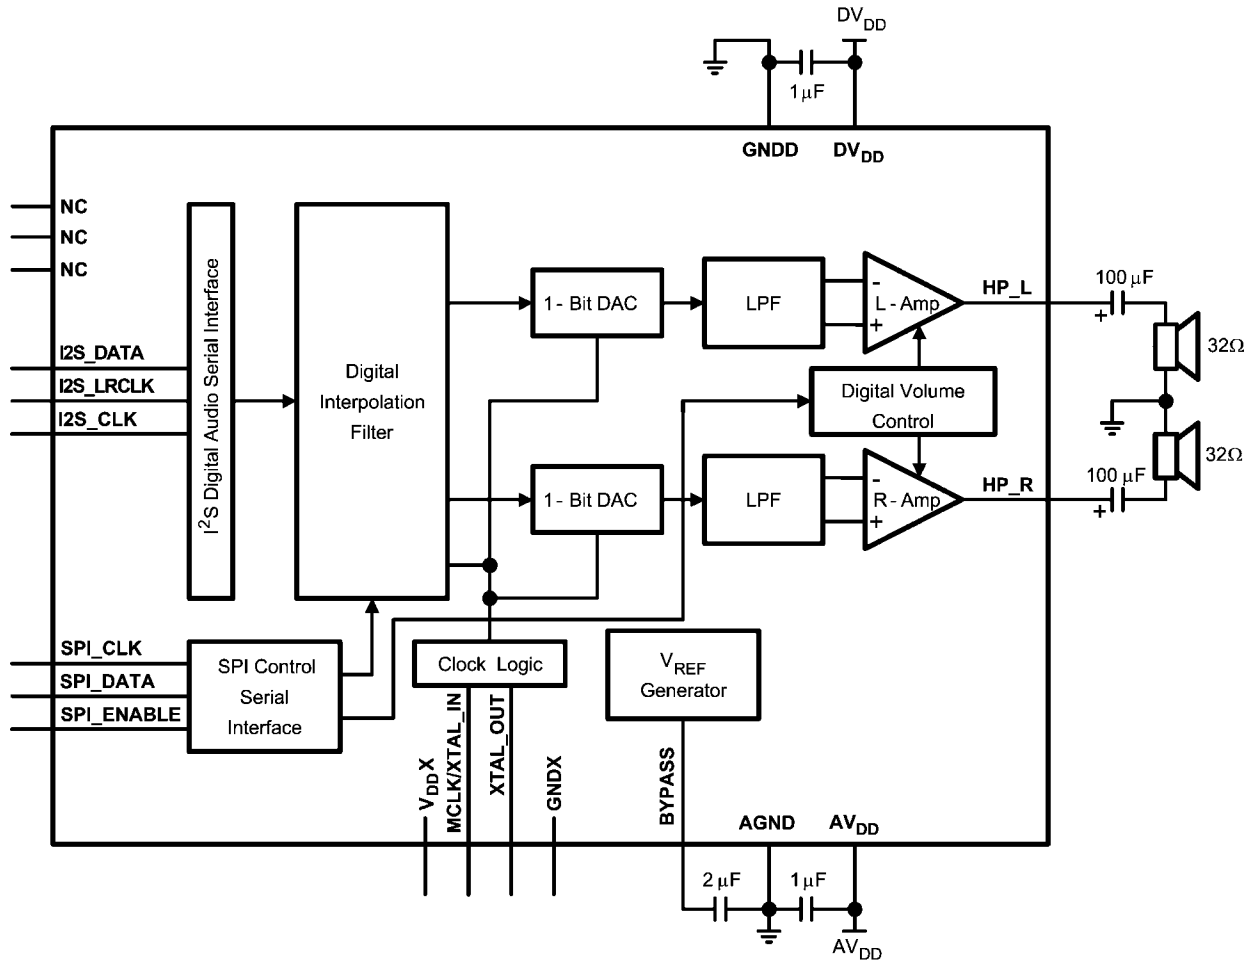 DVDD
1μF
GNDD
DVDD
NC
NC
NC
I2S_DATA
I2S_LRCLK
I2S_CLK
I²S Digital Audio Serial Interface
Digital
Interpolation
Filter
1- Bit DAC
LPF
-
L - Amp
+
HP_L
100 μF
+
32Ω
Digital Volume
Control
1- Bit DAC
LPF
-
R - Amp
+
HP_R
100 μF
+
32Ω
SPI_CLK
SPI_DATA
SPI_ENABLE
SPI Control
Serial
Interface
Clock Logic
VREF
Generator
VDDX
MCLK/XTAL_IN
XTAL_OUT
GNDX
BYPASS
AGND
AVDD
2 μF
1μF
AVDD